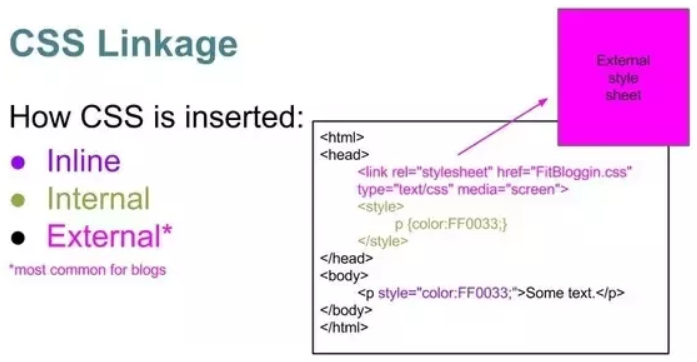 CSS Linkage
How CSS is inserted:
● Inline
● Internal
● External*
*most common for blogs
External
style
sheet
<html>
<head>
<link rel="stylesheet" href="FitBloggin.css"
type="text/css" media="screen">
<style>
p {color:FF0033;}
</style>
</head>
<body>
<p style="color:FF0033;">Some text.</p>
</body>
</html>